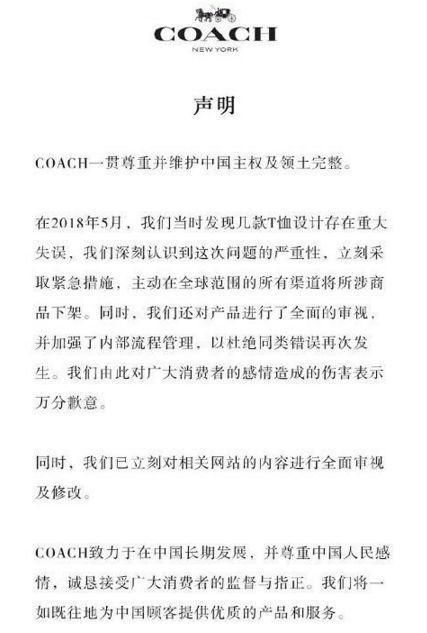 COACH
NEW YORK
声明
COACH一贯尊重并维护中国主权及领土完整。
在2018年5月，我们当时发现几款T恤设计存在重大
失误，我们深刻认识到这次问题的严重性，立刻采
取紧急措施，主动在全球范围的所有渠道将所涉商
品下架。同时，我们还对产品进行了全面的审视，
并加强了内部流程管理，以杜绝同类错误再次发
生。我们由此对广大消费者的感情造成的伤害表示
万分歉意。
同时，我们已立刻对相关网站的内容进行全面审视
及修改。
COACH致力于在中国长期发展，并尊重中国人民感
情，诚恳接受广大消费者的监督与指正。我们将一
如既往地为中国顾客提供优质的产品和服务。